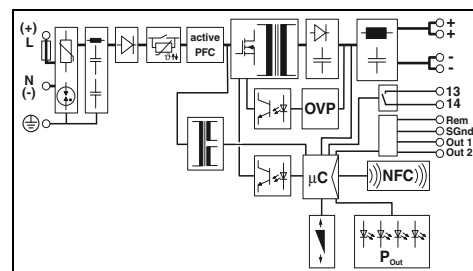 (+)
L
N
(-)
active
PFC
ϑ
OVP
+
+
-
-
13
14
Rem
SGnd
Out 1
Out 2
µC
NFC
P Out